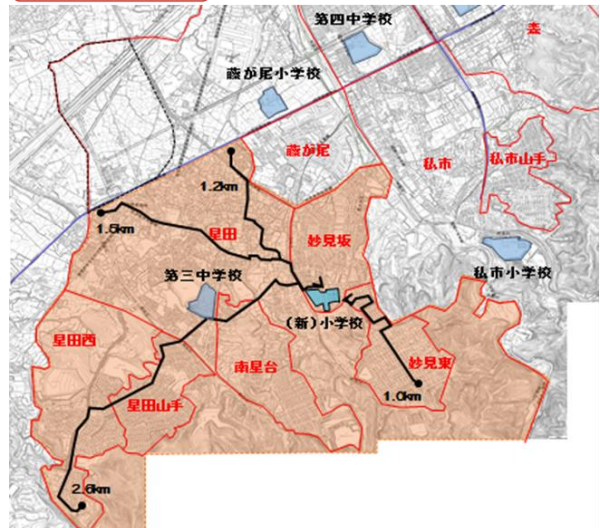 第四中学校
藤が尾小学校
藤が尾
私市
私市山手
1.2km
1.5km
星田
妙見坂
私市小学校
第三中学校
(新)小学校
星田西
南星台
妙見東
1.0km
星田山手
2.6km